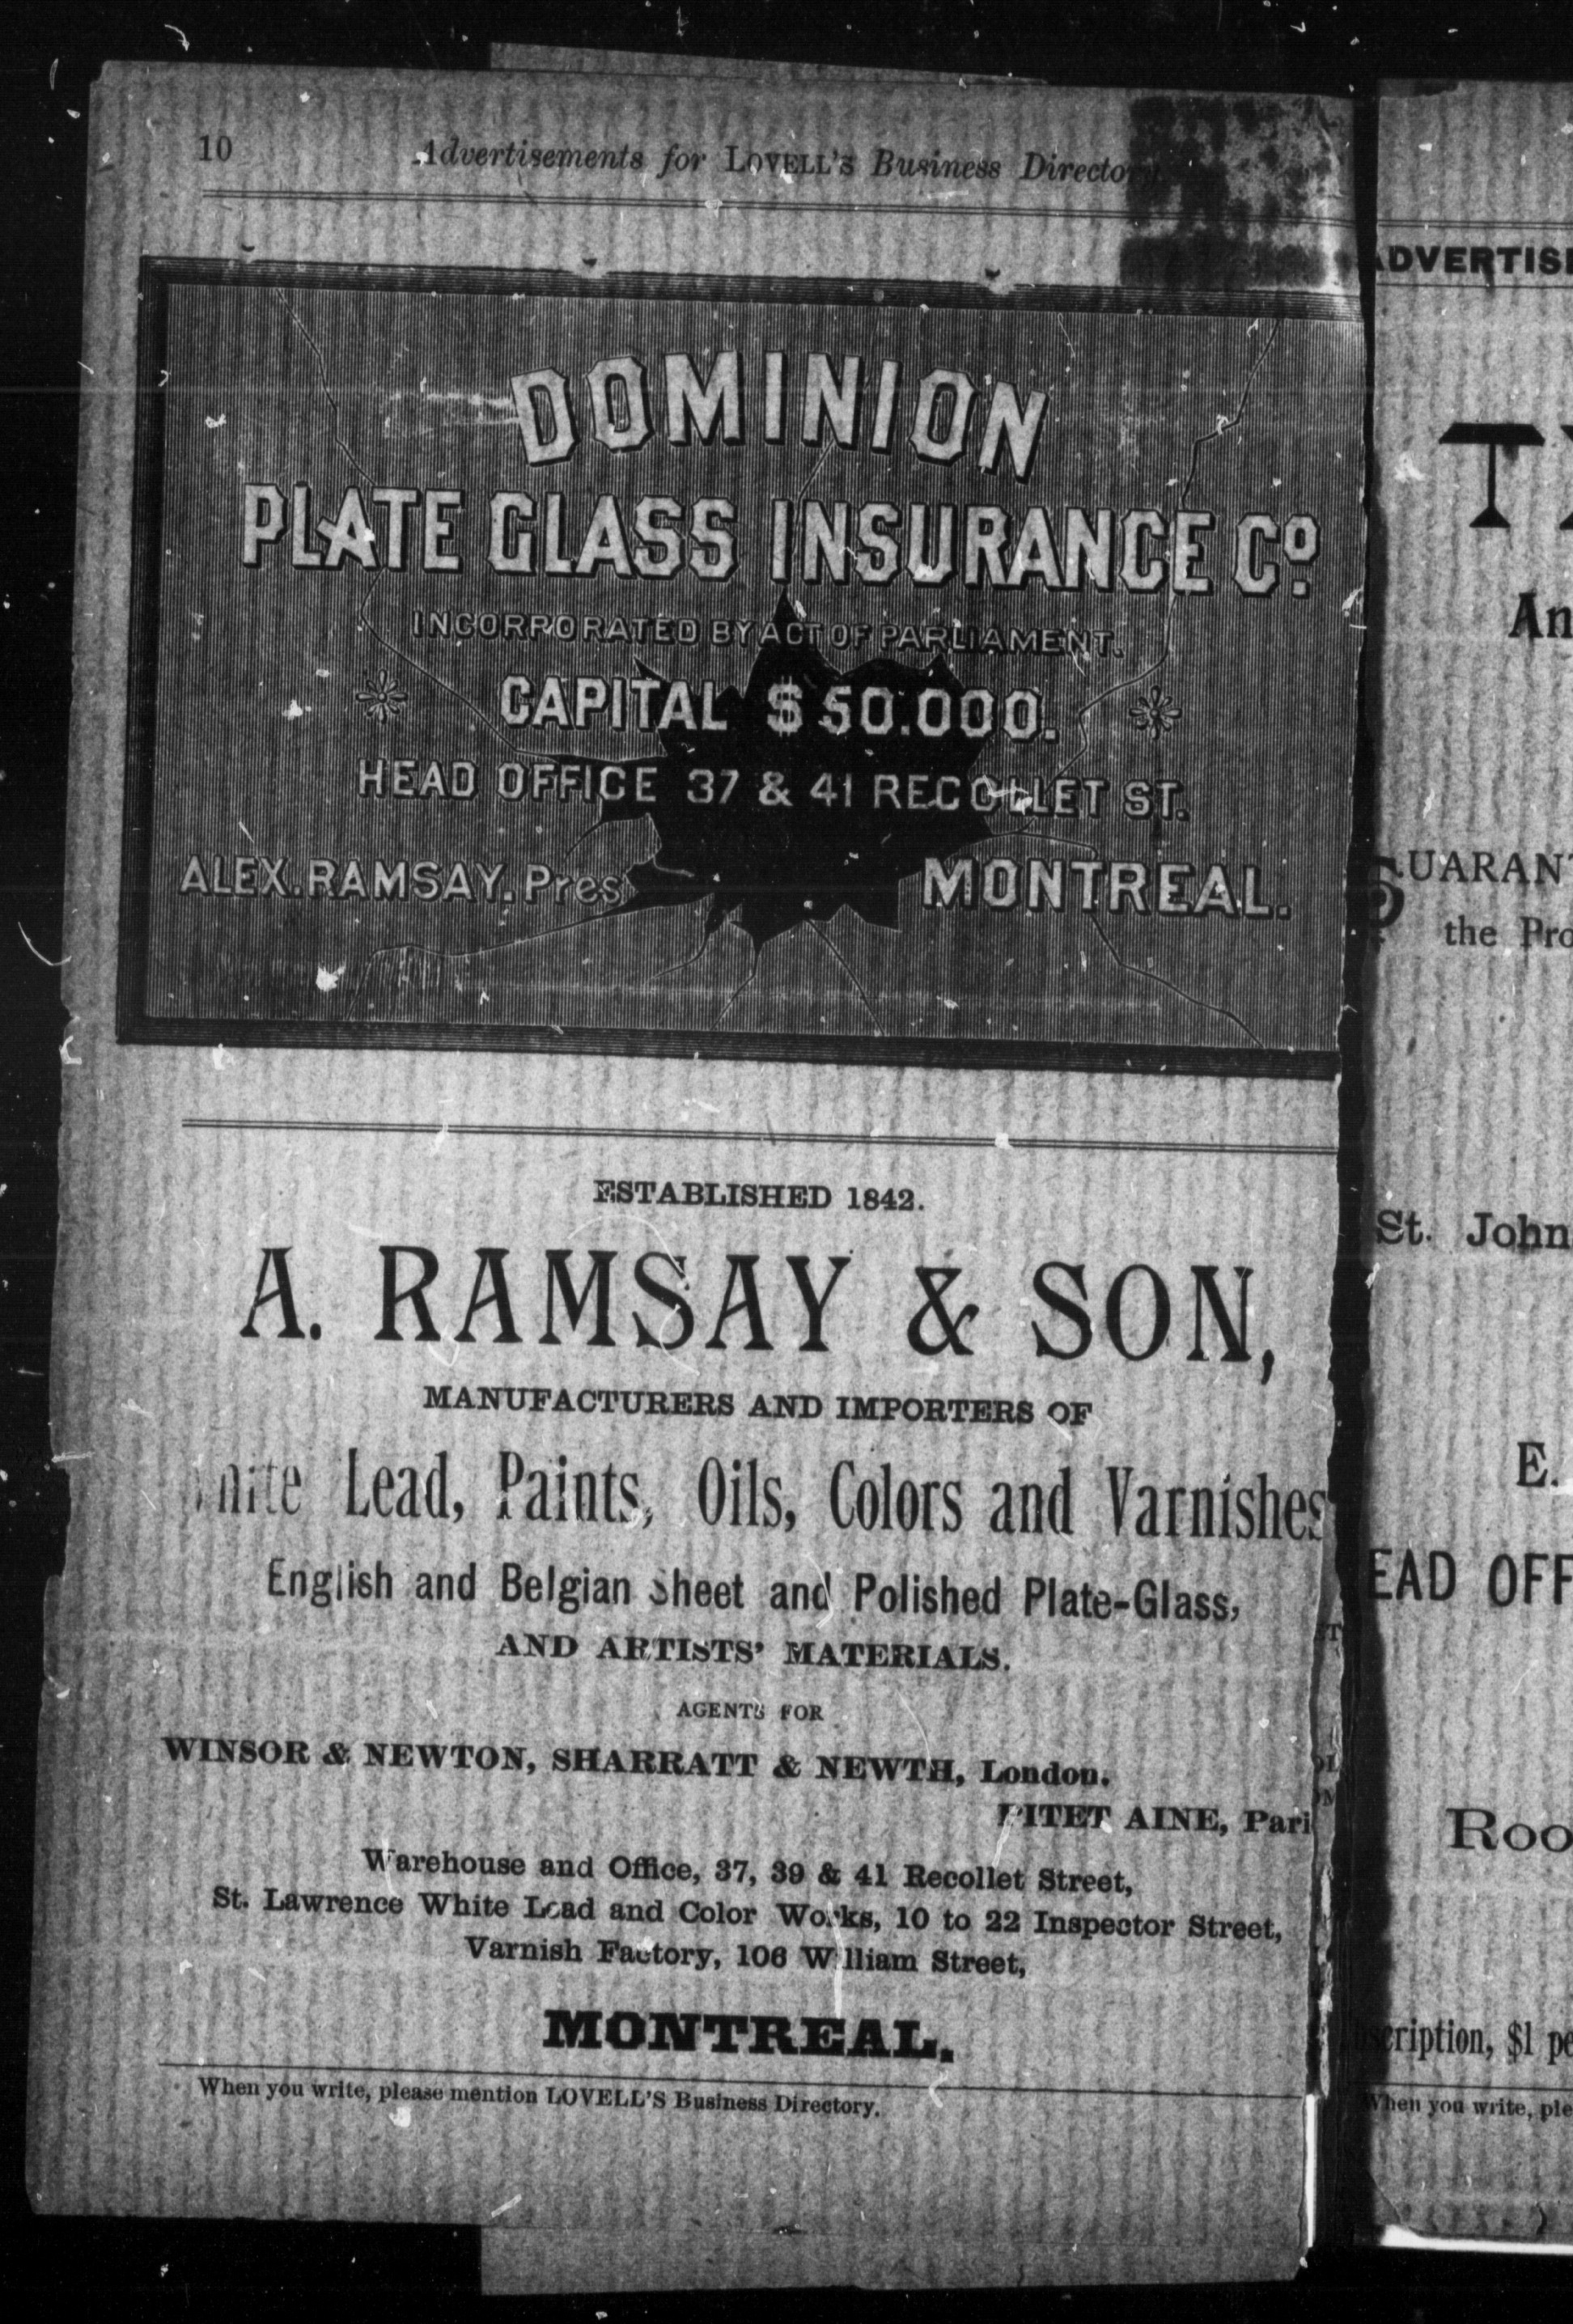 10 Advertisements for LOVELL'S Business Directory.
DOMINION
PLATE GLASS INSURANCE Co.
INCORPORATED BY ACT OF PARLIAMENT.
CAPITAL $50.000.
HEAD OFFICE 37 & 41 RECOLLET ST.
ALEX. RAMSAY. Pres MONTREAL.
ESTABLISHED 1842.
A. RAMSAY & SON,
MANUFACTURERS AND IMPORTERS OF
White Lead, Paints, Oils, Colors and Varnishes
English and Belgian Sheet and Polished Plate-Glass,
AND ARTISTS' MATERIALS.
AGENTS FOR
WINSOR & NEWTON, SHARRATT & NEWTH, London.
PITET AINE, Pari
Warehouse and Office, 37, 39 & 41 Recollet Street,
St. Lawrence White Lead and Color Works, 10 to 22 Inspector Street,
Varnish Factory, 106 William Street,
MONTREAL.
When you write, please mention LOVELL'S Business Directory.
ADVERTIS
An
GUARAN
the Pro
St. John
E.
EAD OFF
Roo
scription, $1 pe
When you write, ple